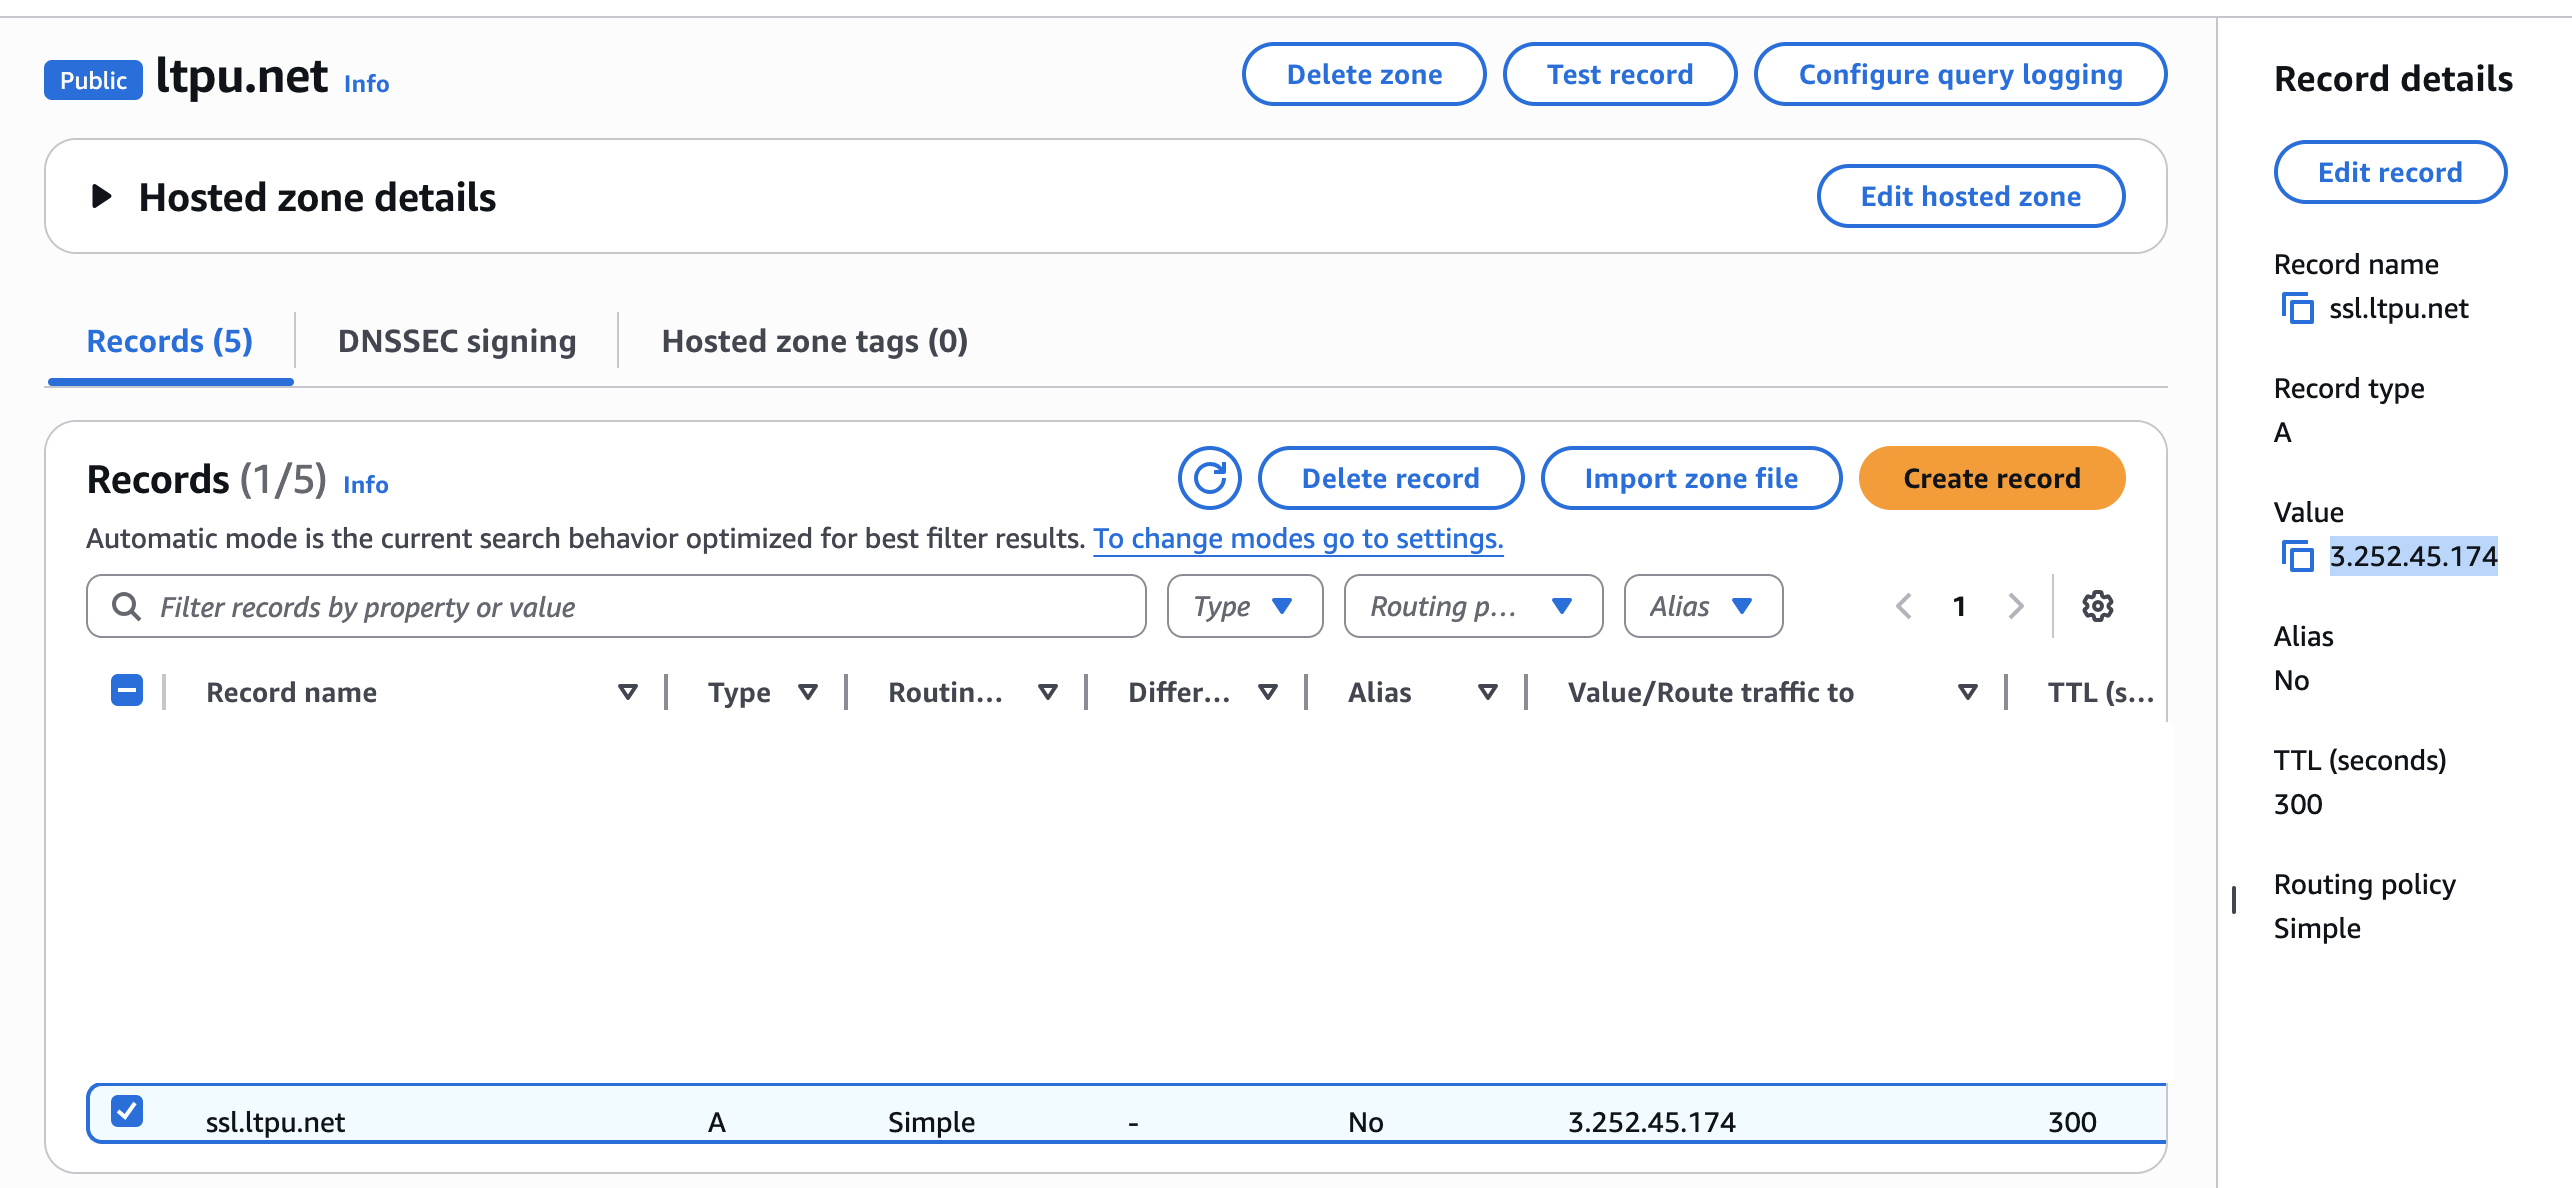 Public ltpu.net Info
Delete zone
Test record
Configure query logging
Hosted zone details
Edit hosted zone
Records (5)
DNSSEC signing
Hosted zone tags (0)
Records (1/5) Info
Delete record
Import zone file
Create record
Automatic mode is the current search behavior optimized for best filter results. To change modes go to settings.
Filter records by property or value
Type
Routing p...
Alias
1
Record name
Type
Routin...
Differ...
Alias
Value/Route traffic to
TTL (s...
ssl.ltpu.net A Simple - No 3.252.45.174 300
Record details
Edit record
Record name
ssl.ltpu.net
Record type
A
Value
3.252.45.174
Alias
No
TTL (seconds)
300
Routing policy
Simple